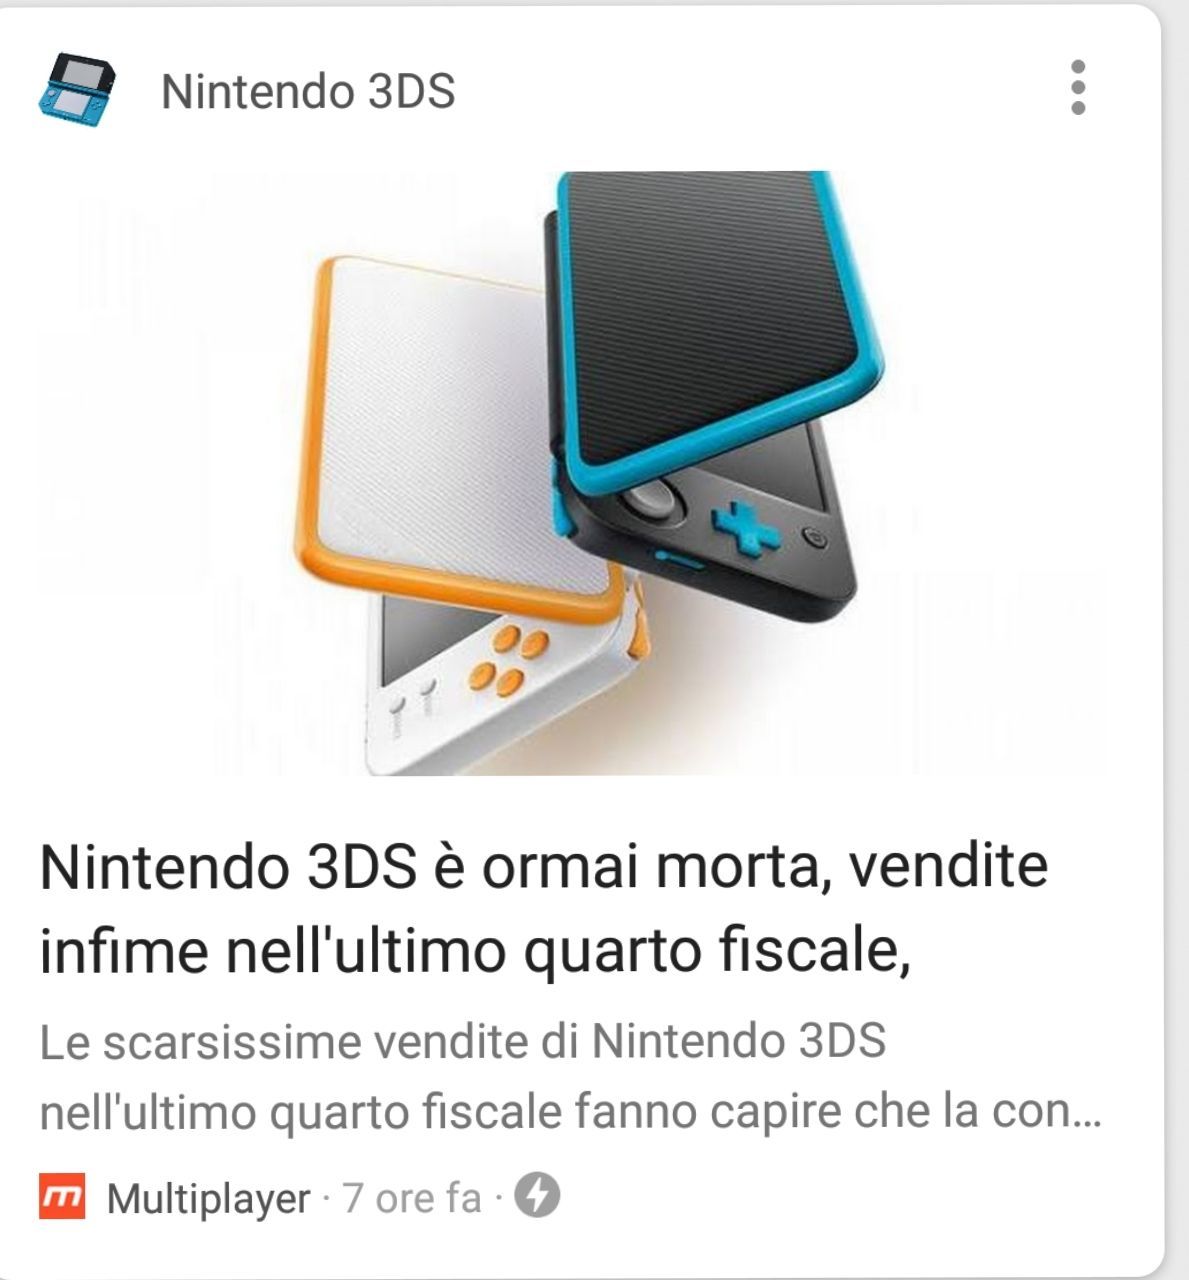 Nintendo 3DS
Nintendo 3DS è ormai morta, vendite
infime nell'ultimo quarto fiscale,
Le scarsissime vendite di Nintendo 3DS
nell'ultimo quarto fiscale fanno capire che la con...
m Multiplayer · 7 ore fa ·